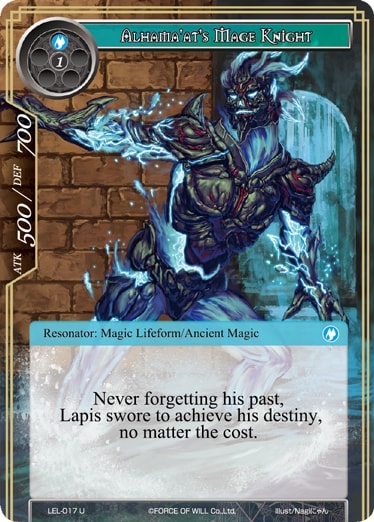 1
Alhama'at's Mage Knight
ATK 500 / DEF 700
Resonator: Magic Lifeform/Ancient Magic
Never forgetting his past,
Lapis swore to achieve his destiny,
no matter the cost.
LEL-017 U
©FORCE OF WILL Co.,Ltd.